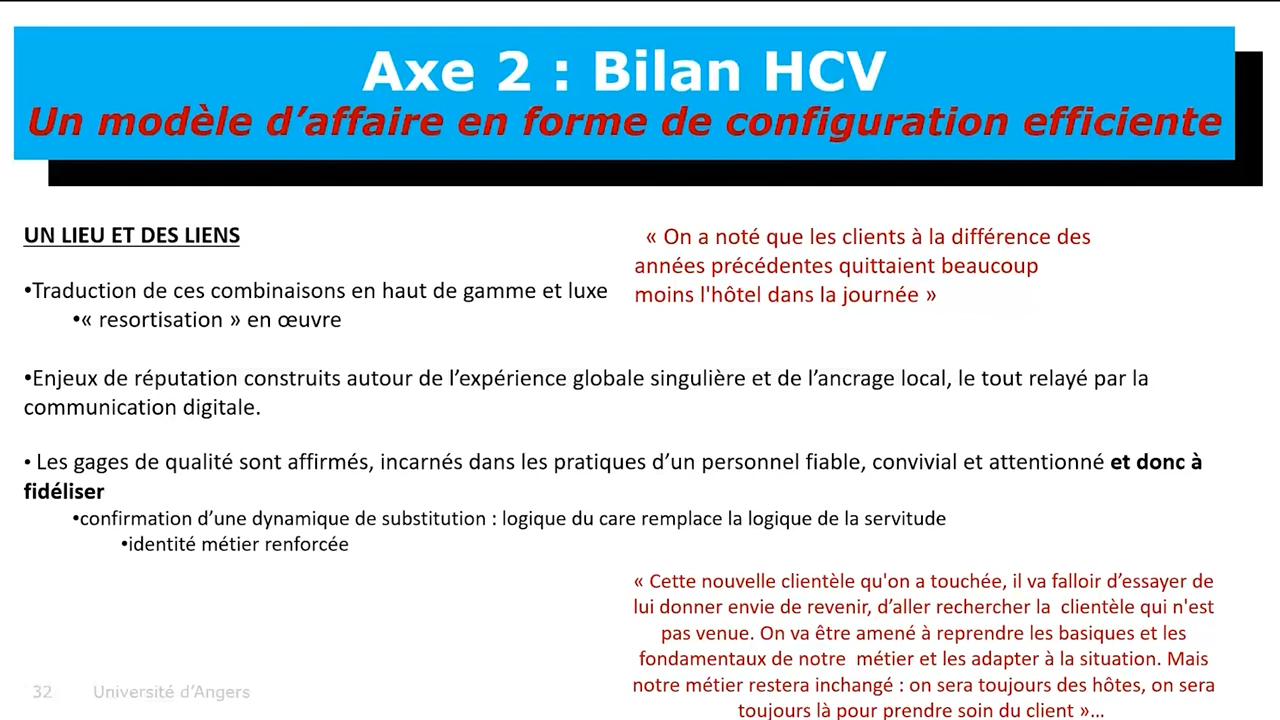 Axe 2 : Bilan HCV
Un modèle d’affaire en forme de configuration efficiente
UN LIEU ET DES LIENS
•Traduction de ces combinaisons en haut de gamme et luxe
•« resortisation » en œuvre
« On a noté que les clients à la différence des
années précédentes quittaient beaucoup
moins l'hôtel dans la journée »
•Enjeux de réputation construits autour de l’expérience globale singulière et de l’ancrage local, le tout relayé par la
communication digitale.
• Les gages de qualité sont affirmés, incarnés dans les pratiques d’un personnel fiable, convivial et attentionné et donc à
fidéliser
•confirmation d’une dynamique de substitution : logique du care remplace la logique de la servitude
•identité métier renforcée
« Cette nouvelle clientèle qu'on a touchée, il va falloir d’essayer de
lui donner envie de revenir, d’aller rechercher la  clientèle qui n'est
pas venue. On va être amené à reprendre les basiques et les
fondamentaux de notre  métier et les adapter à la situation. Mais
notre métier restera inchangé : on sera toujours des hôtes, on sera
toujours là pour prendre soin du client »…
32 Université d’Angers